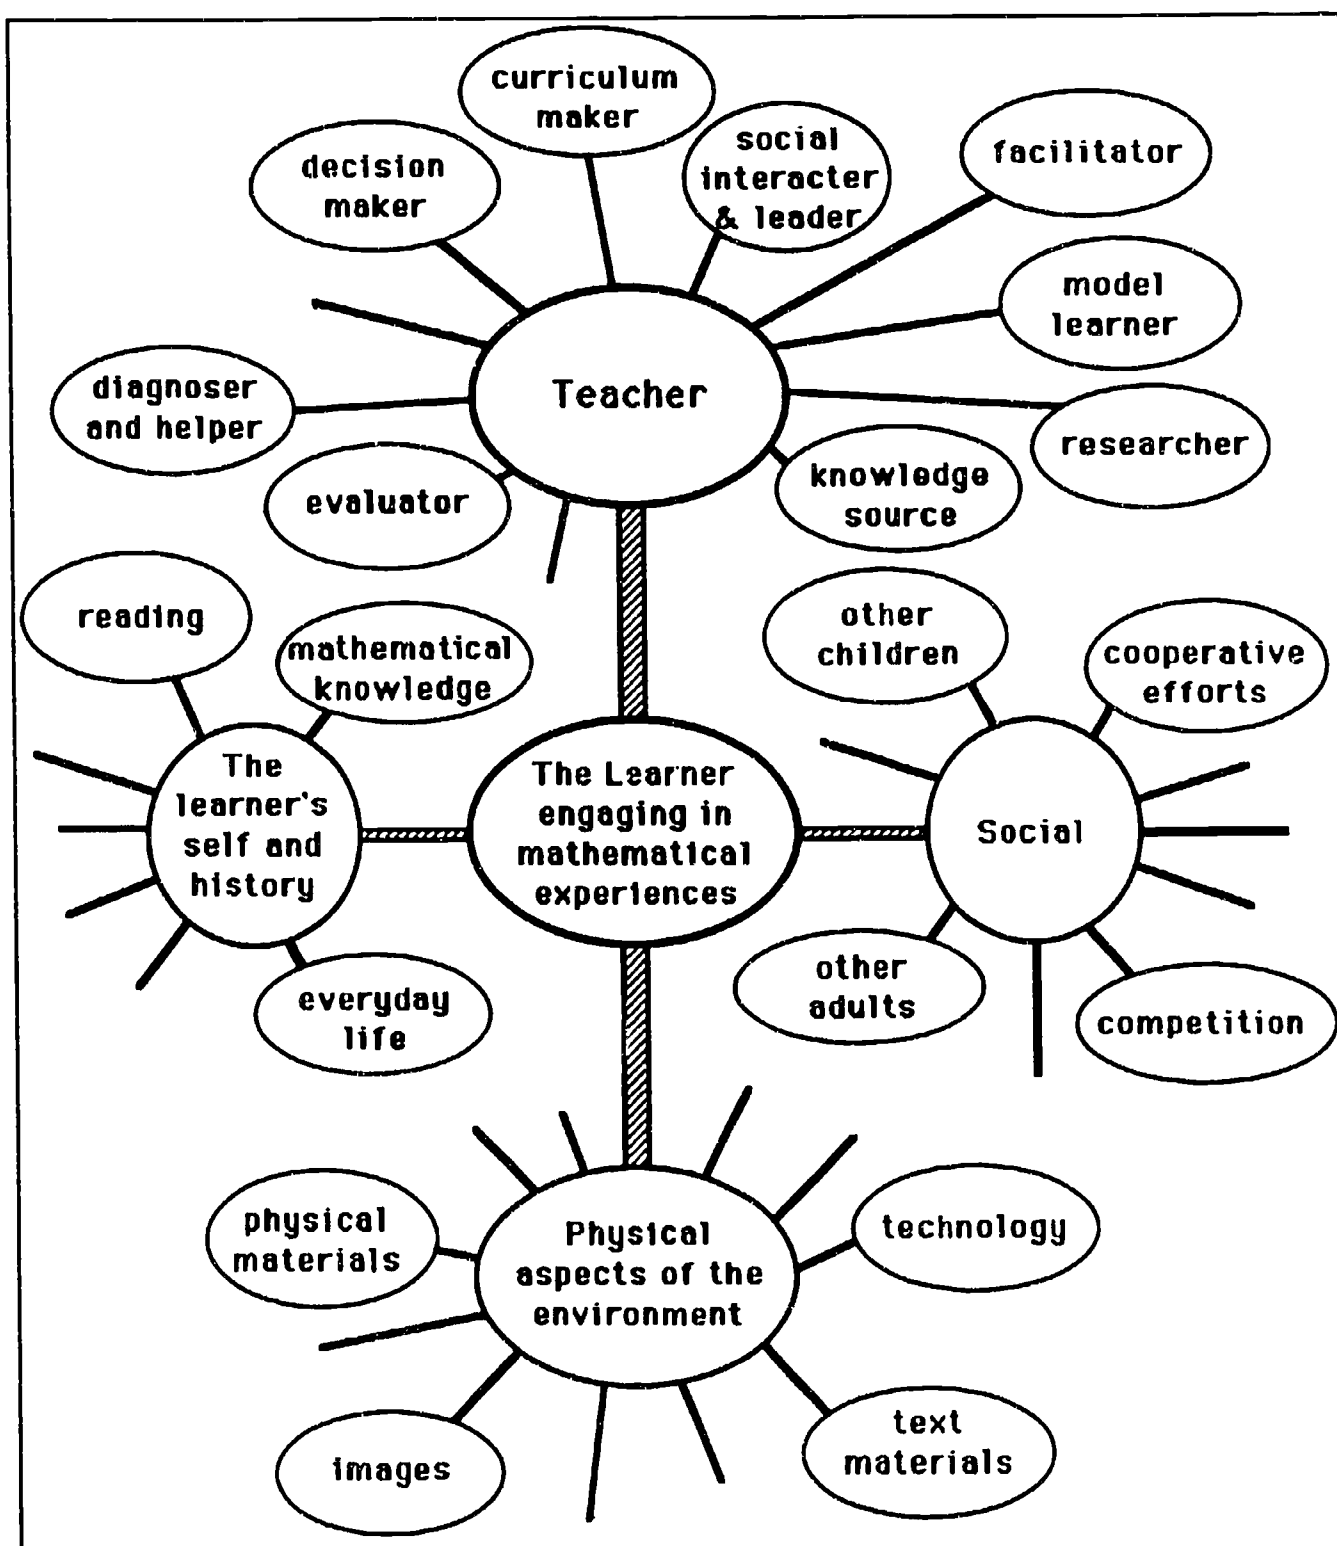 curriculum
maker
decision
maker
social
interacter
& leader
facilitator
model
learner
diagnoser
and helper
Teacher
researcher
evaluator
knowledge
source
reading
mathematical
knowledge
other
children
cooperative
efforts
The
learner's
self and
history
The Learner
engaging in
mathematical
experiences
Social
everyday
life
other
adults
competition
physical
materials
Physical
aspects of the
environment
technology
images
text
materials